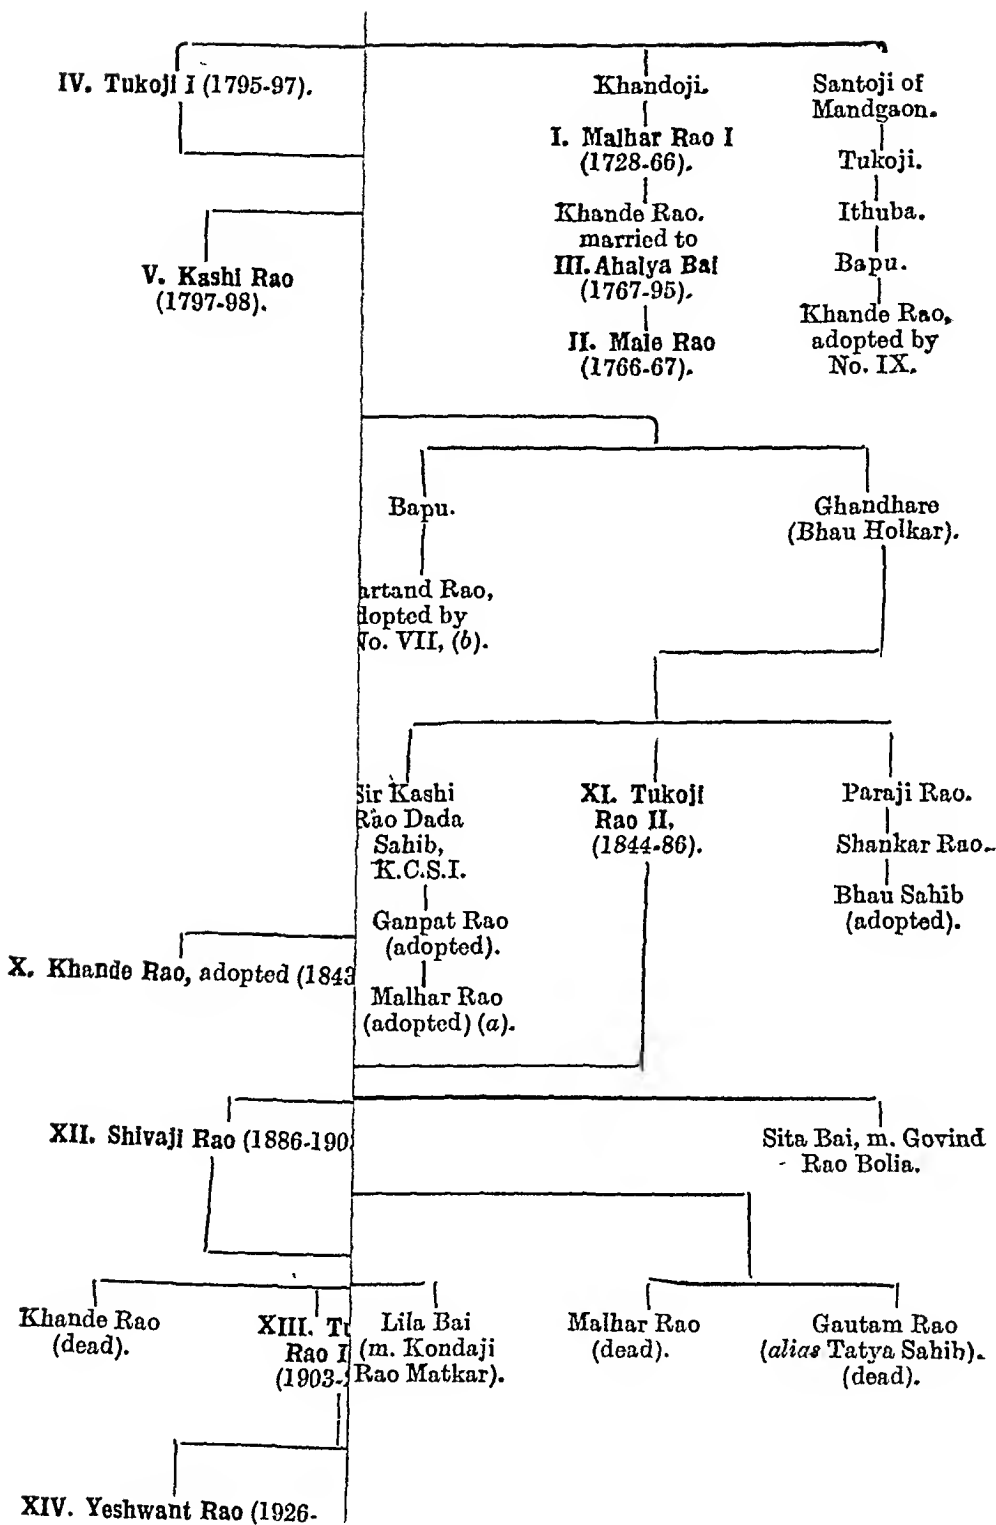 IV. Tukoji I (1795-97).
Khandoji.
I. Malhar Rao I
(1728-66).
Khande Rao.
married to
III. Ahalya Bai
(1767-95).
II. Male Rao
(1766-67).
Santoji of
Mandgaon.
Tukoji.
Ithuba.
Bapu.
Khande Rao,
adopted by
No. IX.
V. Kashi Rao
(1797-98).
Bapu.
artand Rao,
dopted by
No. VII, (b).
Ghandhare
(Bhau Holkar).
Sir Kashi
Rao Dada
Sahib,
K.C.S.I.
Ganpat Rao
(adopted).
Malhar Rao
(adopted) (a).
XI. Tukoji
Rao II,
(1844-86).
Paraji Rao.
Shankar Rao.
Bhau Sahib
(adopted).
X. Khande Rao, adopted (1843
XII. Shivaji Rao (1886-190
Sita Bai, m. Govind
Rao Bolia.
Khande Rao
(dead).
XIII. Tu
Rao I
(1903-
Lila Bai
(m. Kondaji
Rao Matkar).
Malhar Rao
(dead).
Gautam Rao
(alias Tatya Sahib).
(dead).
XIV. Yeshwant Rao (1926-